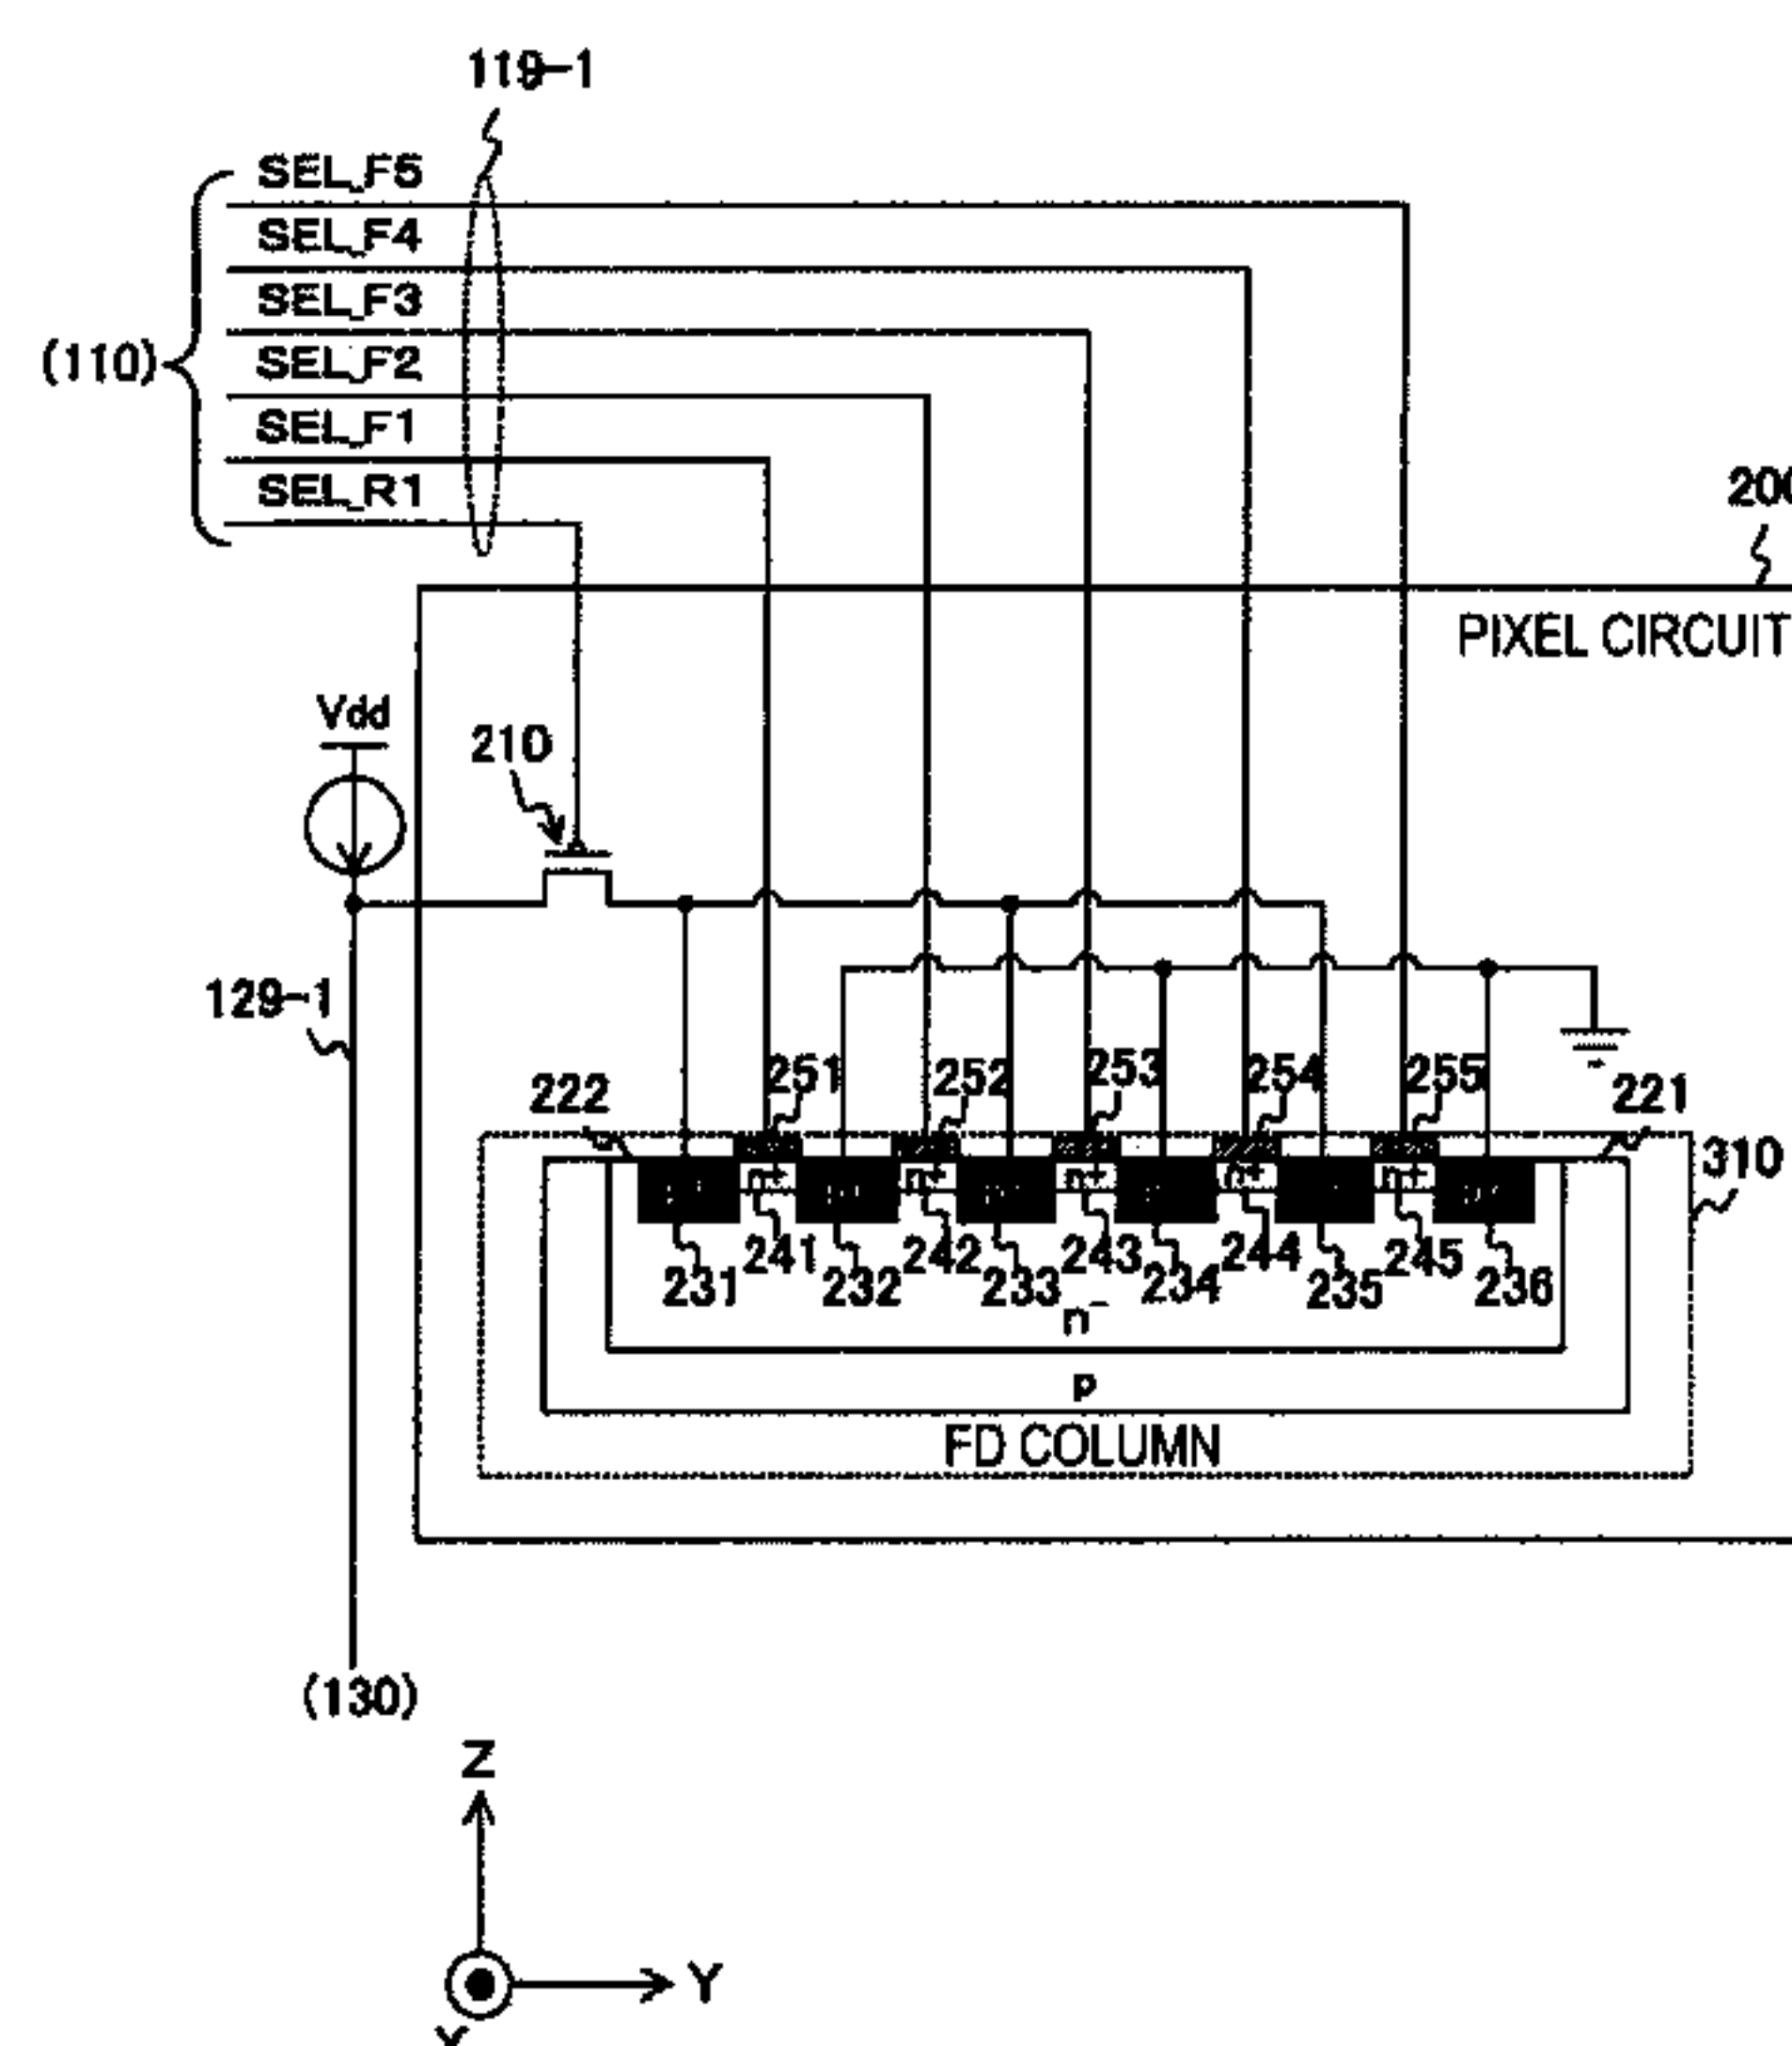 119-1
SEL_F5
SEL_F4
SEL_F3
(110)
SEL_F2
SEL_F1
SEL_R1
200
PIXEL CIRCUIT
Vdd
210
129-1
222 251 252 253 254 255 221
310
n+ n+ n+ n+ n+
241 242 243 244 245
231 232 233 234 235 236
n-
p
FD COLUMN
(130)
Z
Y